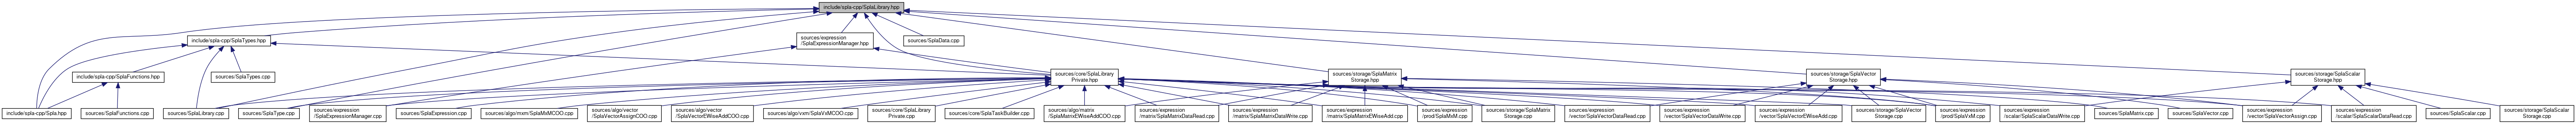 include/spla-cpp/SplaLibrary.hpp
include/spla-cpp/SplaTypes.hpp
sources/expression
/SplaExpressionManager.hpp
sources/SplaData.cpp
include/spla-cpp/SplaFunctions.hpp
sources/SplaTypes.cpp
sources/core/SplaLibrary
Private.hpp
sources/storage/SplaMatrix
Storage.hpp
sources/storage/SplaVector
Storage.hpp
sources/storage/SplaScalar
Storage.hpp
include/spla-cpp/Spla.hpp
sources/SplaFunctions.cpp
sources/SplaLibrary.cpp
sources/SplaType.cpp
sources/expression
/SplaExpressionManager.cpp
sources/SplaExpression.cpp
sources/algo/mxm/SplaMxMCOO.cpp
sources/algo/vector
/SplaVectorAssignCOO.cpp
sources/algo/vector
/SplaVectorEWiseAddCOO.cpp
sources/algo/vxm/SplaVxMCOO.cpp
sources/core/SplaLibrary
Private.cpp
sources/core/SplaTaskBuilder.cpp
sources/algo/matrix
/SplaMatrixEWiseAddCOO.cpp
sources/expression
/matrix/SplaMatrixDataRead.cpp
sources/expression
/matrix/SplaMatrixDataWrite.cpp
sources/expression
/matrix/SplaMatrixEWiseAdd.cpp
sources/expression
/prod/SplaMxM.cpp
sources/storage/SplaMatrix
Storage.cpp
sources/expression
/vector/SplaVectorDataRead.cpp
sources/expression
/vector/SplaVectorDataWrite.cpp
sources/expression
/vector/SplaVectorEWiseAdd.cpp
sources/storage/SplaVector
Storage.cpp
sources/expression
/prod/SplaVxM.cpp
sources/expression
/scalar/SplaScalarDataWrite.cpp
sources/SplaMatrix.cpp
sources/SplaVector.cpp
sources/expression
/vector/SplaVectorAssign.cpp
sources/expression
/scalar/SplaScalarDataRead.cpp
sources/SplaScalar.cpp
sources/storage/SplaScalar
Storage.cpp